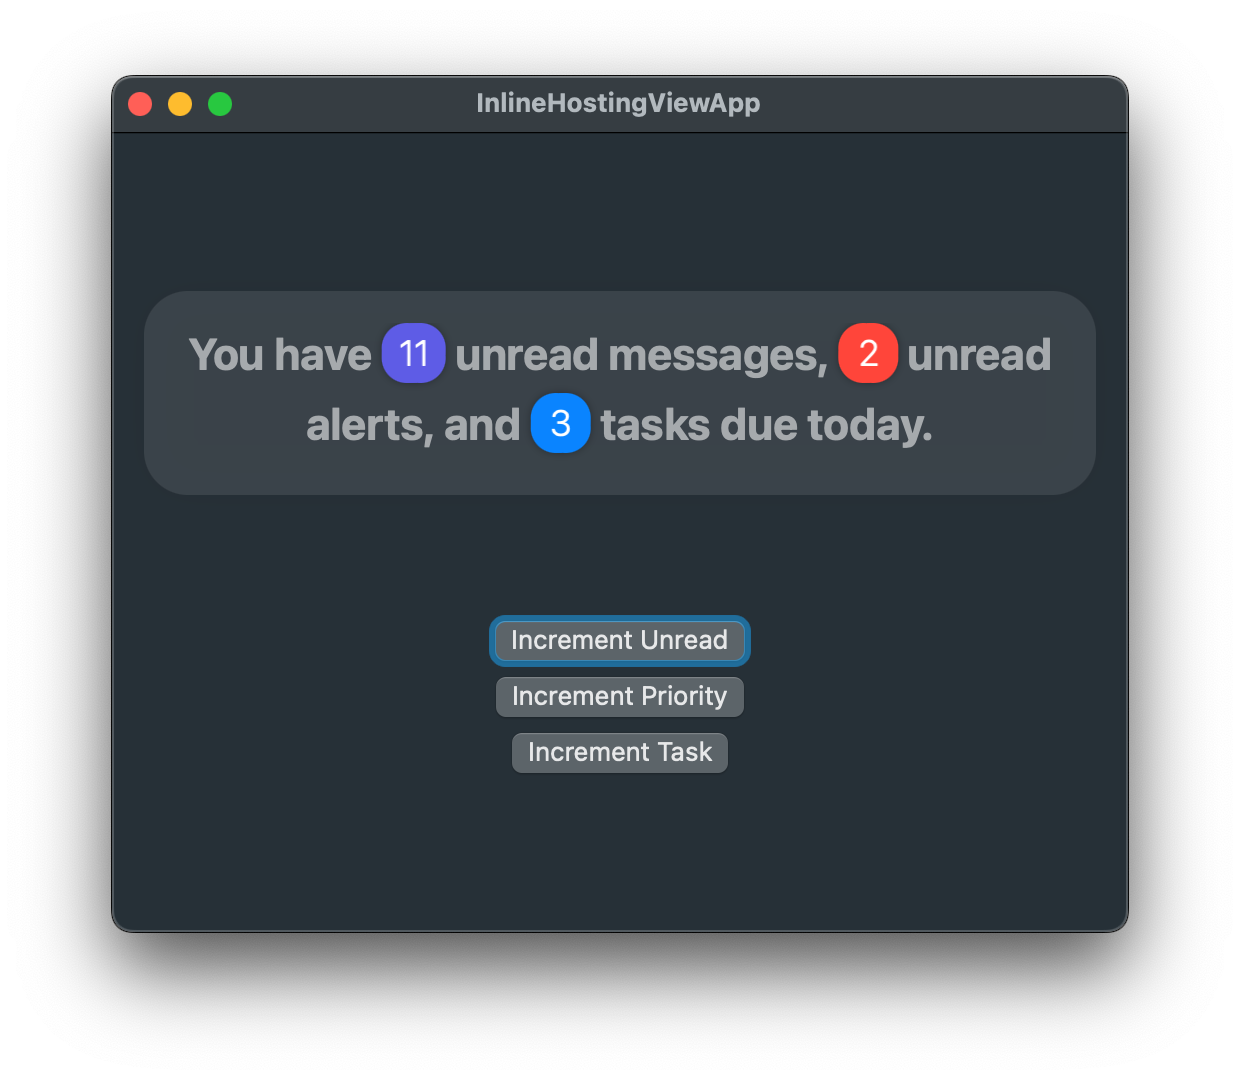 InlineHostingViewApp
You have 11 unread messages, 2 unread
alerts, and 3 tasks due today.
Increment Unread
Increment Priority
Increment Task